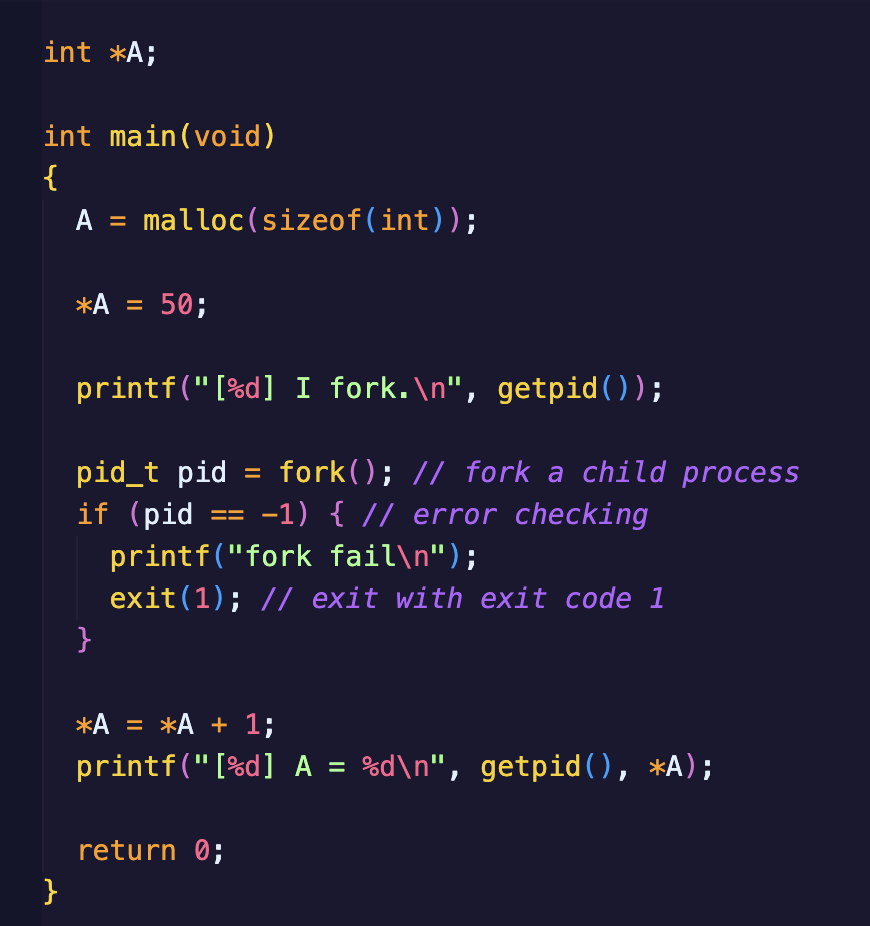 int *A;
int main(void)
{
A = malloc(sizeof(int));
*A = 50;
printf("[%d] I fork.\n", getpid());
pid_t pid = fork(); // fork a child process
if (pid == -1) { // error checking
printf("fork fail\n");
exit(1); // exit with exit code 1
}
*A = *A + 1;
printf("[%d] A = %d\n", getpid(), *A);
return 0;
}